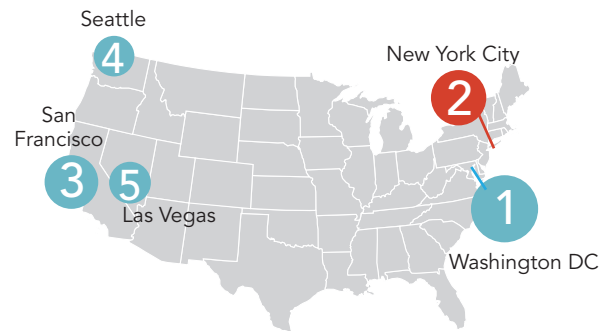 Seattle
4
New York City
2
San
Francisco
3
5
Las Vegas
1
Washington DC